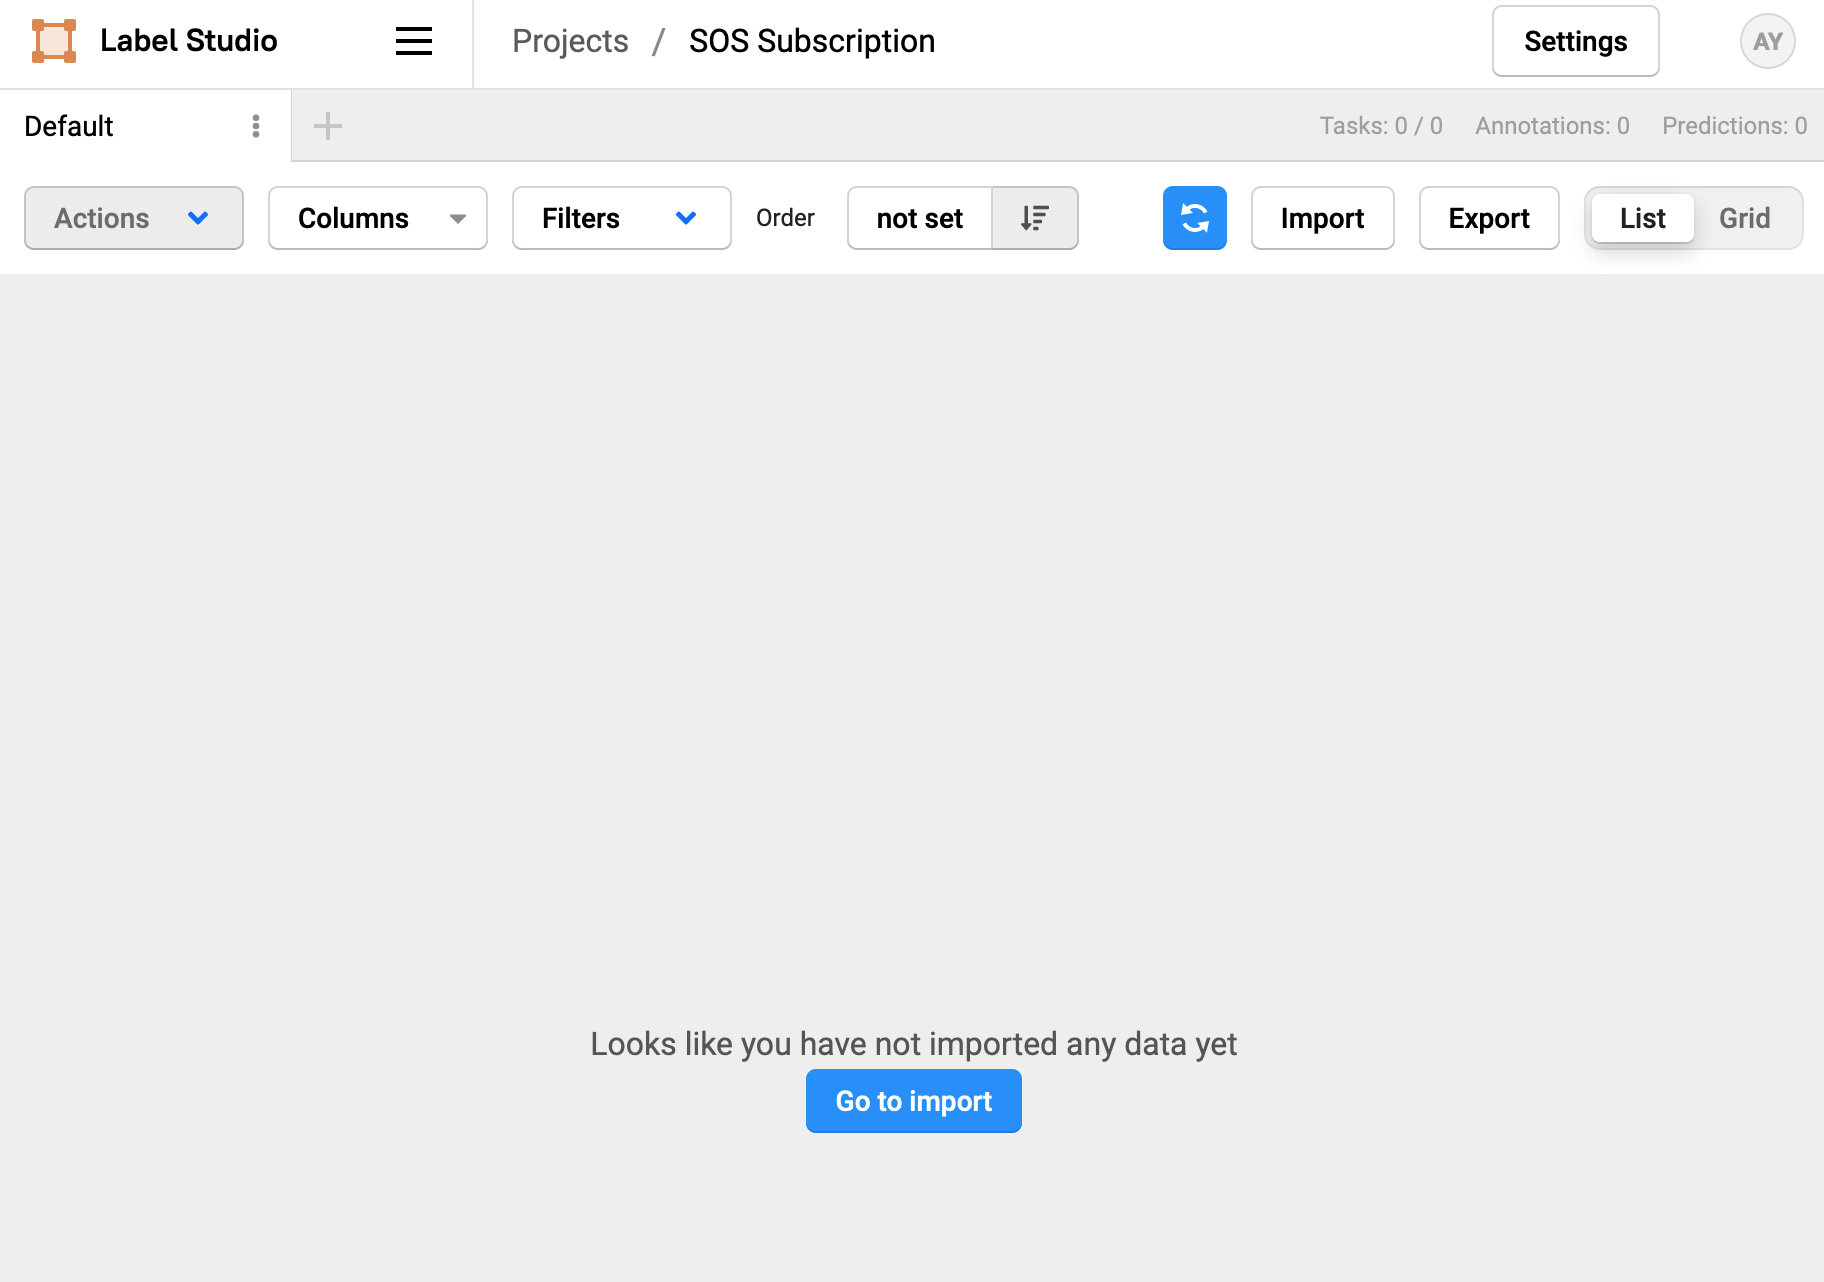 Label Studio
Projects / SOS Subscription
Settings
AY
Default
Tasks: 0 / 0
Annotations: 0
Predictions: 0
Actions
Columns
Filters
Order
not set
Import
Export
List
Grid
Looks like you have not imported any data yet
Go to import